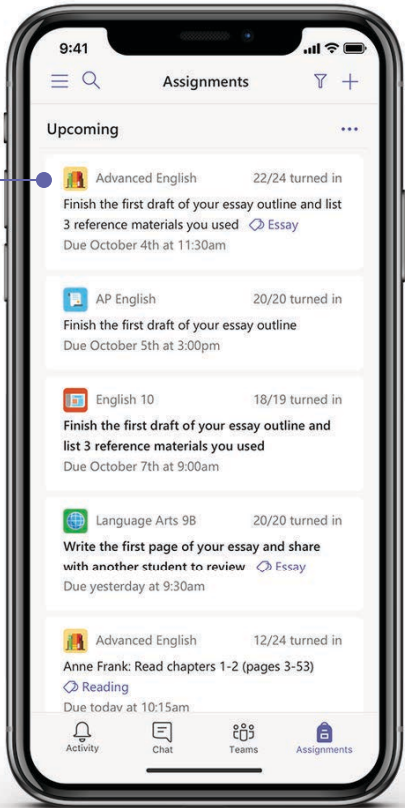 9:41
Assignments
Upcoming
Advanced English 22/24 turned in
Finish the first draft of your essay outline and list
3 reference materials you used Essay
Due October 4th at 11:30am
AP English 20/20 turned in
Finish the first draft of your essay outline
Due October 5th at 3:00pm
English 10 18/19 turned in
Finish the first draft of your essay outline and
list 3 reference materials you used
Due October 7th at 9:00am
Language Arts 9B 20/20 turned in
Write the first page of your essay and share
with another student to review Essay
Due yesterday at 9:30am
Advanced English 12/24 turned in
Anne Frank: Read chapters 1-2 (pages 3-53)
Reading
Due today at 10:15am
Activity Chat Teams Assignments